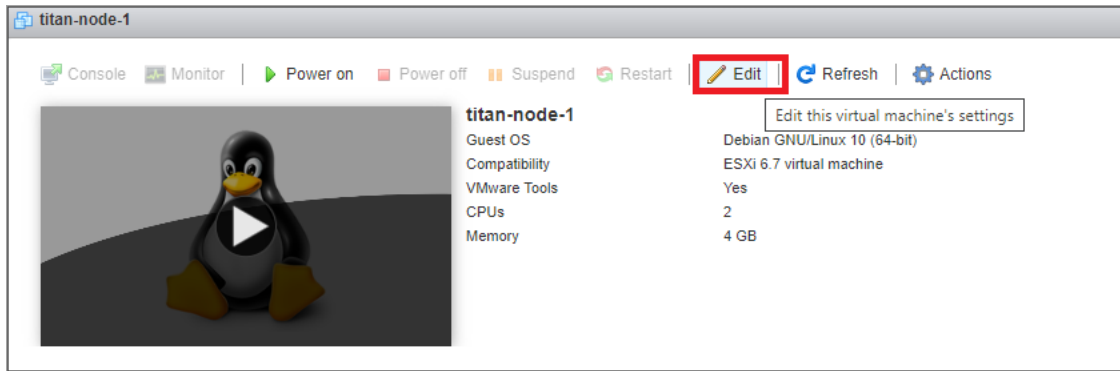 titan-node-1
Console Monitor Power on Power off Suspend Restart Edit Refresh Actions
titan-node-1
Edit this virtual machine's settings
Guest OS Debian GNU/Linux 10 (64-bit)
Compatibility ESXi 6.7 virtual machine
VMware Tools Yes
CPUs 2
Memory 4 GB